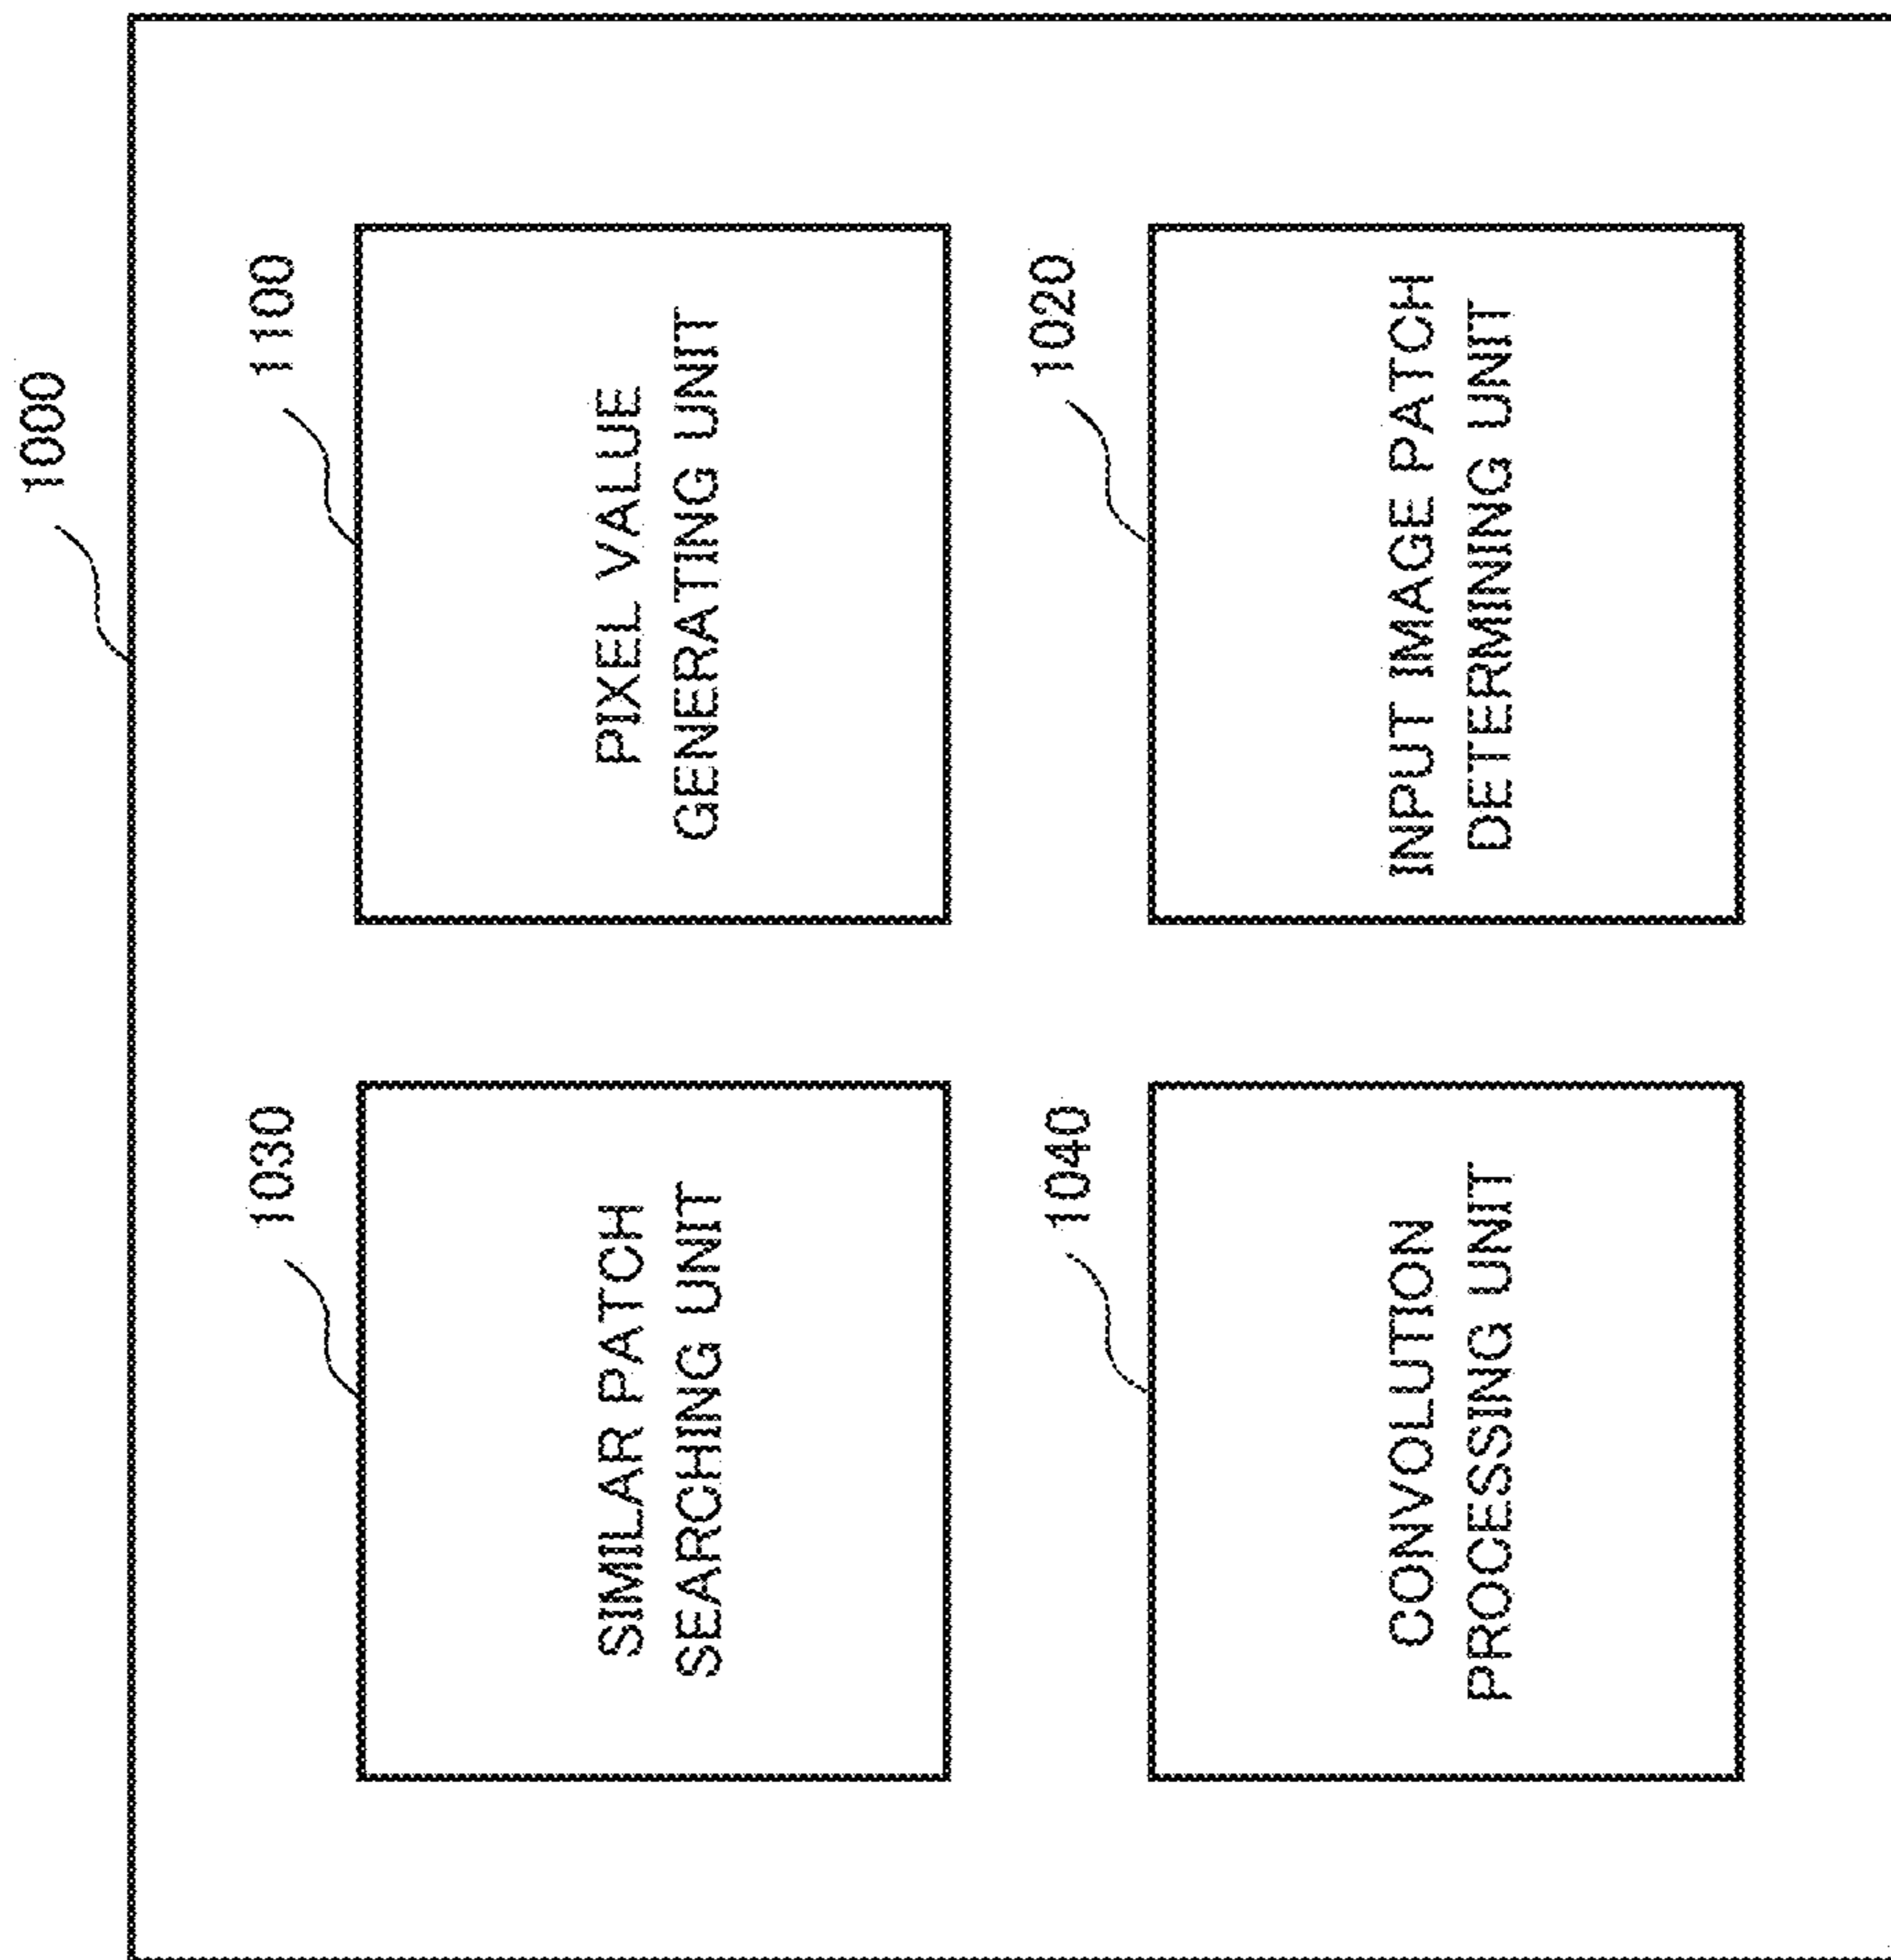 1000
1030
SIMILAR PATCH
SEARCHING UNIT
1100
PIXEL VALUE
GENERATING UNIT
1040
CONVOLUTION
PROCESSING UNIT
1020
INPUT IMAGE PATCH
DETERMINING UNIT